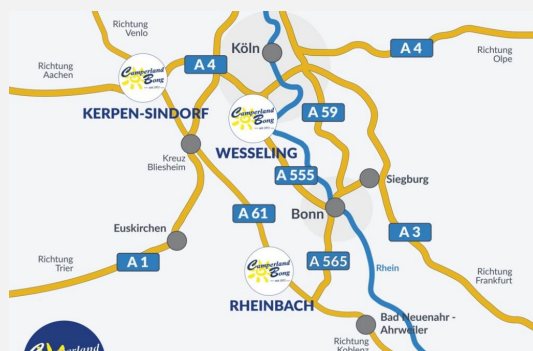 Richtung
Venlo
Köln
A 4
A 4
Richtung
Olpe
Richtung
Aachen
Camperland
Bong
KERPEN-SINDORF
A 59
Camperland
Bong
WESSELING
Kreuz
Bliesheim
A 555
Siegburg
A 61
Bonn
Euskirchen
A 3
A 1
A 565
Richtung
Trier
Camperland
Bong
Rhein
Richtung
Frankfurt
RHEINBACH
Bad Neuenahr -
Ahrweiler
Richtung
Koblenz